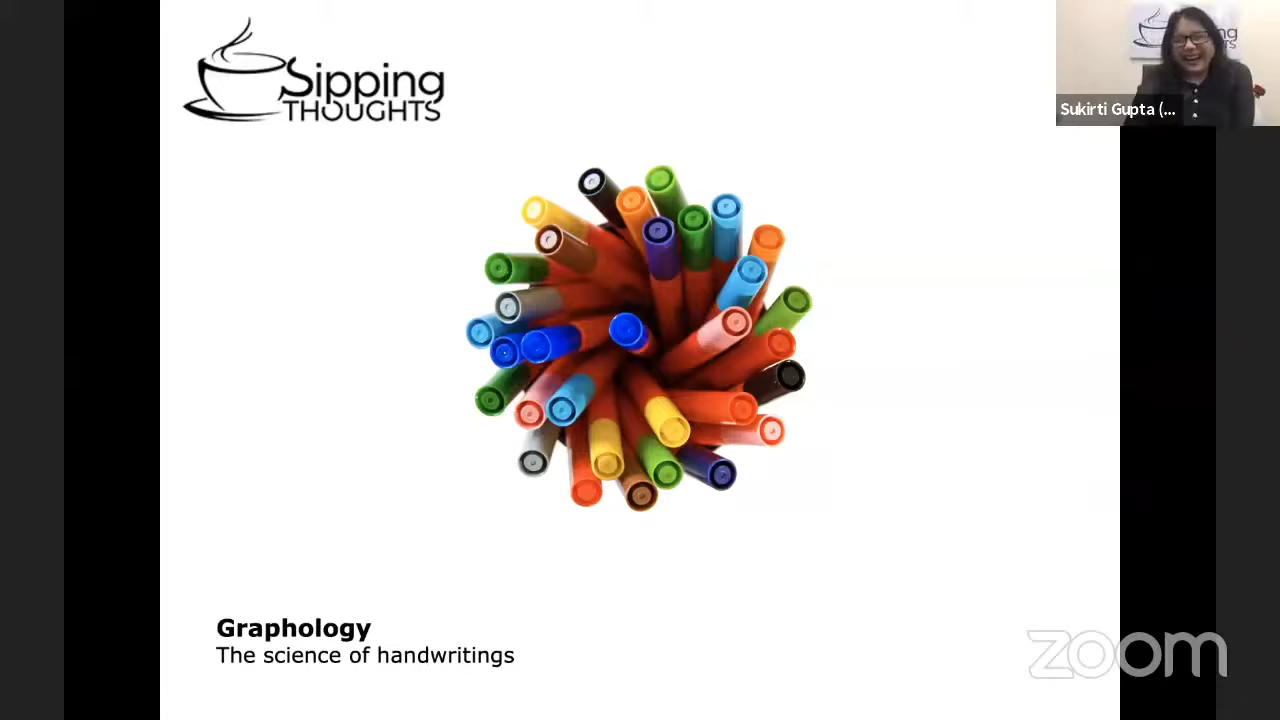 Sipping
THOUGHTS
Sukirti Gupta (...
Graphology
The science of handwritings
zoom